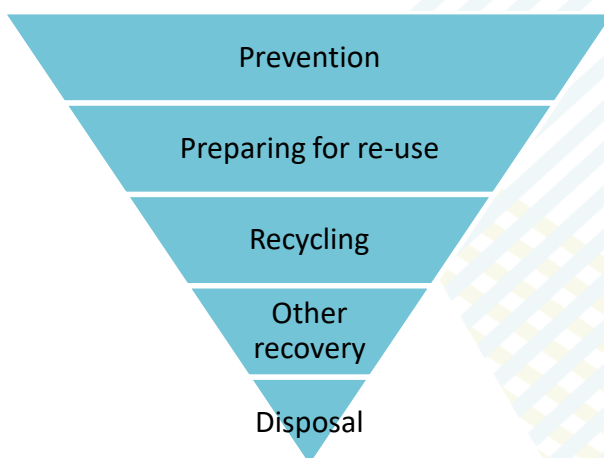 Prevention
Preparing for re-use
Recycling
Other
recovery
Disposal